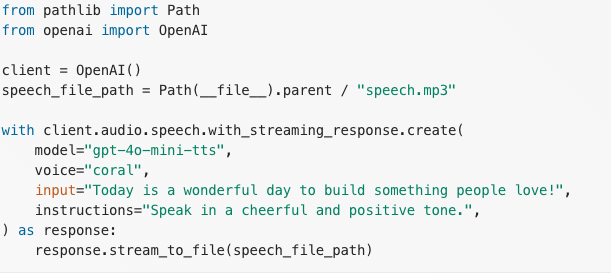 from pathlib import Path
from openai import OpenAI

client = OpenAI()
speech_file_path = Path(__file__).parent / "speech.mp3"

with client.audio.speech.with_streaming_response.create(
    model="gpt-4o-mini-tts",
    voice="coral",
    input="Today is a wonderful day to build something people love!",
    instructions="Speak in a cheerful and positive tone.",
) as response:
    response.stream_to_file(speech_file_path)